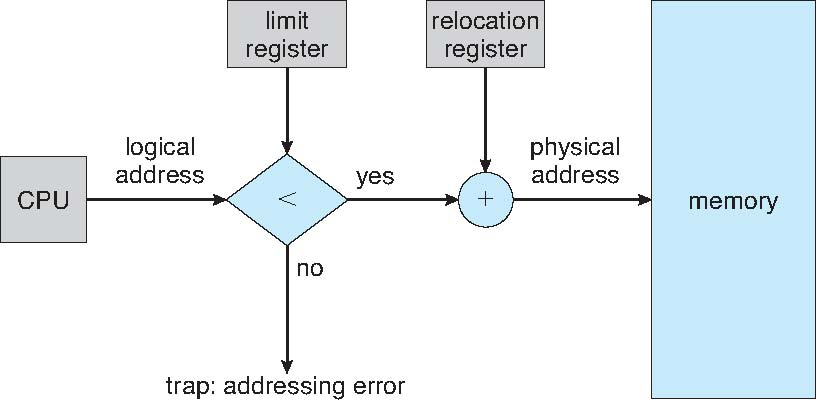 limit
register
relocation
register
logical
address
yes
physical
address
CPU
<
+
memory
no
trap: addressing error